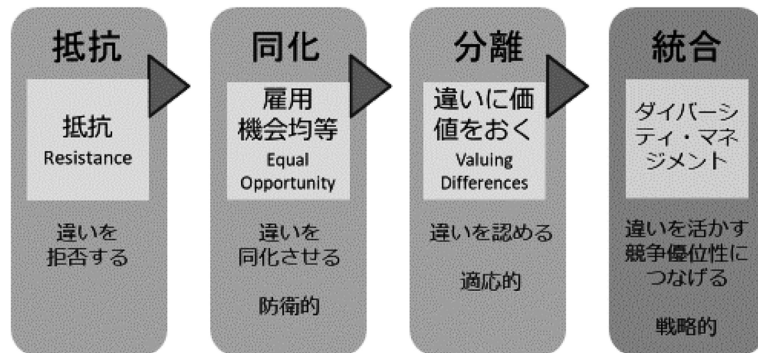 抵抗
抵抗
Resistance
違いを
拒否する
同化
雇用
機会均等
Equal
Opportunity
違いを
同化させる
防衛的
分離
違いに価
値をおく
Valuing
Differences
違いを認める
適応的
統合
ダイバーシ
ティ・マネ
ジメント
違いを活かす
競争優位性に
つなげる
戦略的